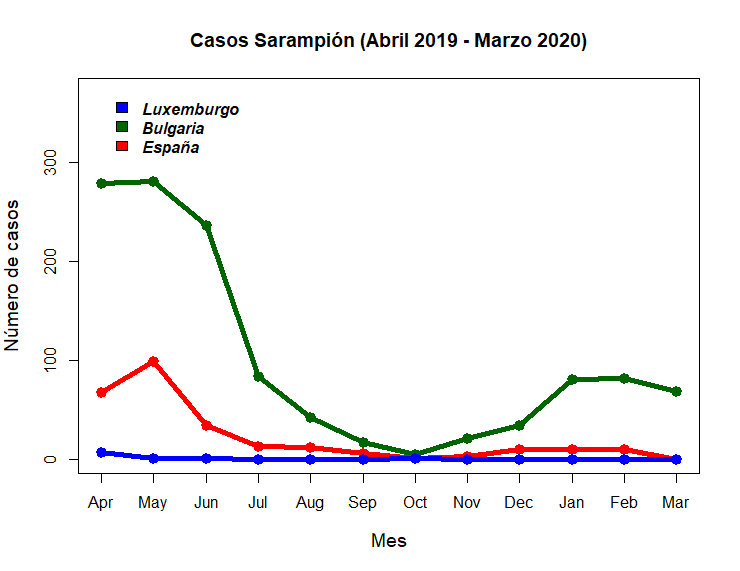 Casos Sarampión (Abril 2019 - Marzo 2020)
Luxemburgo
Bulgaria
España
Número de casos
300
200
100
0
Apr May Jun Jul Aug Sep Oct Nov Dec Jan Feb Mar
Mes